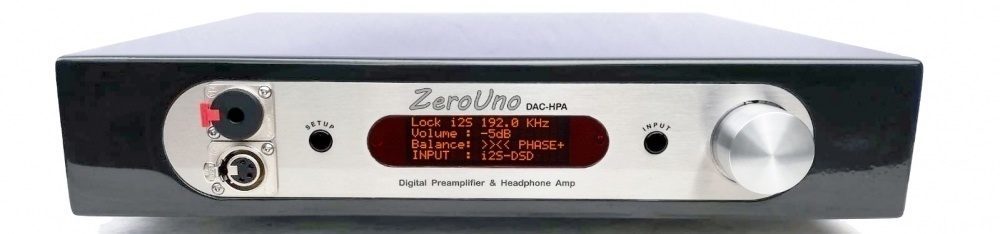 ZeroUno DAC-HPA
SETUP
Lock i2S 192.0 KHz
Volume : -5dB
Balance: >>< PHASE+
INPUT  : i2S-DSD
INPUT
Digital Preamplifier & Headphone Amp